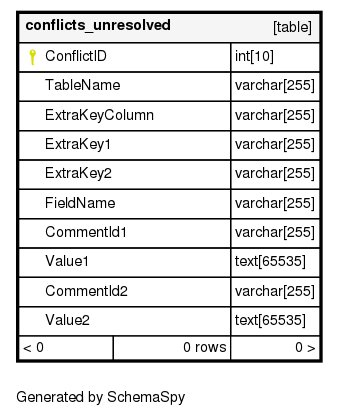 conflicts_unresolved [table]
ConflictID int[10]
TableName varchar[255]
ExtraKeyColumn varchar[255]
ExtraKey1 varchar[255]
ExtraKey2 varchar[255]
FieldName varchar[255]
CommentId1 varchar[255]
Value1 text[65535]
CommentId2 varchar[255]
Value2 text[65535]
< 0 0 rows 0 >
Generated by SchemaSpy